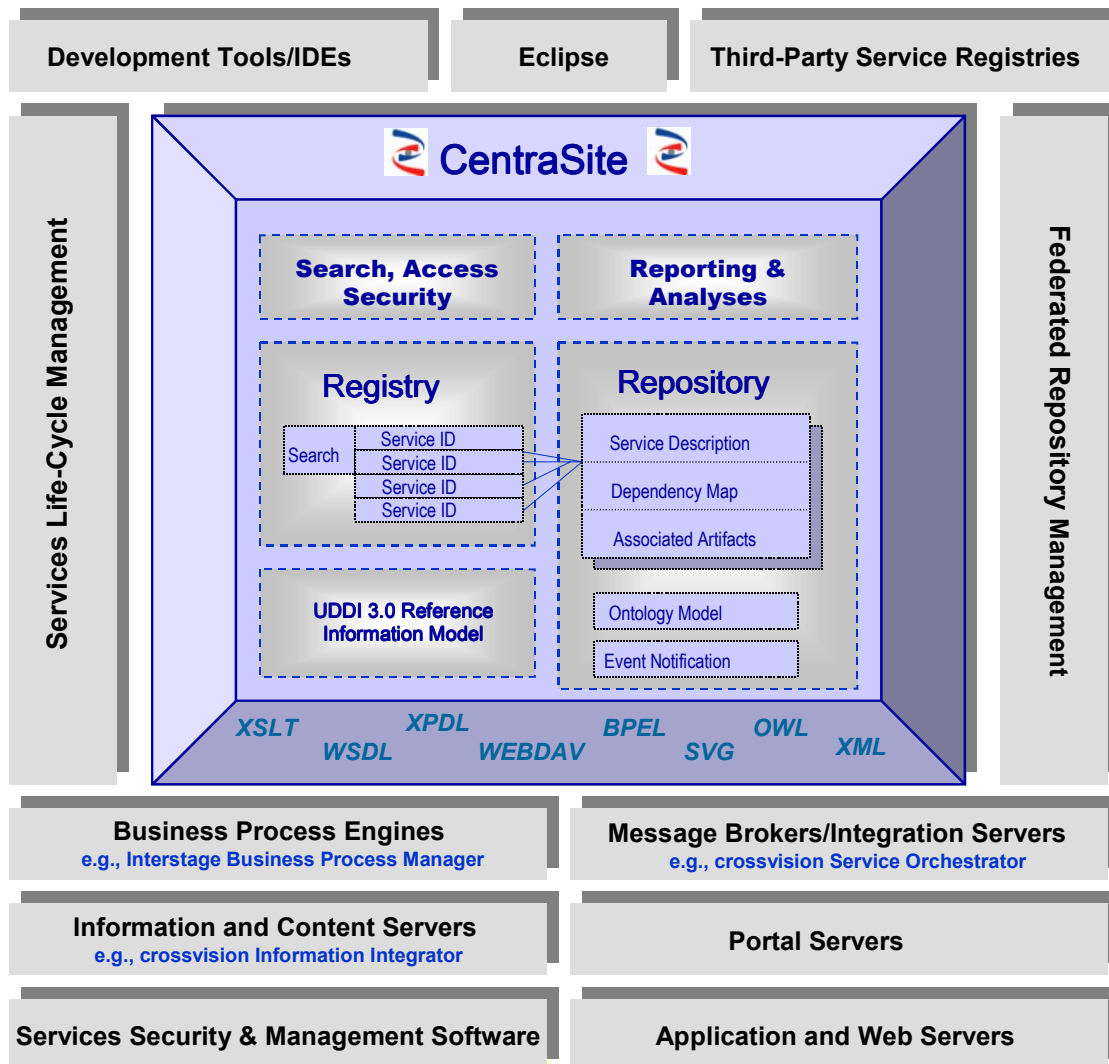 Development Tools/IDEs
Eclipse
Third-Party Service Registries
Services Life-Cycle Management
CentraSite
Federated Repository Management
Search, Access
Security
Reporting &
Analyses
Registry
Search
Service ID
Service ID
Service ID
Service ID
Repository
Service Description
Dependency Map
Associated Artifacts
UDDI 3.0 Reference
Information Model
Ontology Model
Event Notification
XSLT
WSDL
XPDL
WEBDAV
BPEL
SVG
OWL
XML
Business Process Engines
e.g., Interstage Business Process Manager
Message Brokers/Integration Servers
e.g., crossvision Service Orchestrator
Information and Content Servers
e.g., crossvision Information Integrator
Portal Servers
Services Security & Management Software
Application and Web Servers